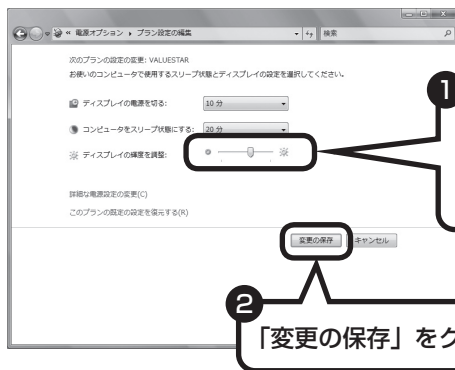 « 電源オプション ▸ プラン設定の編集
検索
次のプランの設定の変更: VALUESTAR
お使いのコンピュータで使用するスリープ状態とディスプレイの設定を選択してください。
ディスプレイの電源を切る: 10 分
コンピュータをスリープ状態にする: 20 分
ディスプレイの輝度を調整:
詳細な電源設定の変更(C)
このプランの既定の設定を復元する(R)
変更の保存 キャンセル
1
2
「変更の保存」をク